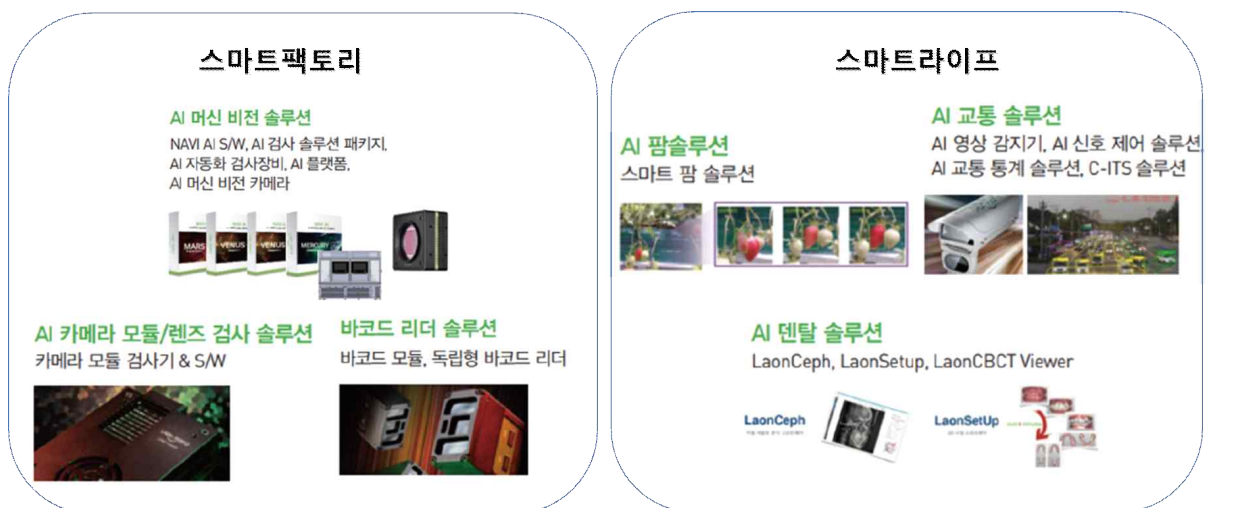 스마트팩토리
AI 머신 비전 솔루션
NAVI AI S/W, AI 검사 솔루션 패키지,
AI 자동화 검사장비, AI 플랫폼,
AI 머신 비전 카메라
MARS
VENUS
VENUS
MERCURY
AI 카메라 모듈/렌즈 검사 솔루션
카메라 모듈 검사기 & S/W
바코드 리더 솔루션
바코드 모듈, 독립형 바코드 리더
스마트라이프
AI 팜솔루션
스마트 팜 솔루션
AI 교통 솔루션
AI 영상 감지기, AI 신호 제어 솔루션
AI 교통 통계 솔루션, C-ITS 솔루션
AI 덴탈 솔루션
LaonCeph, LaonSetup, LaonCBCT Viewer
LaonCeph
LaonSetUp